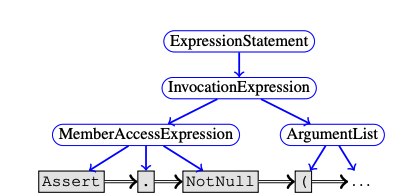 ExpressionStatement
InvocationExpression
MemberAccessExpression ArgumentList
Assert . NotNull ( ...